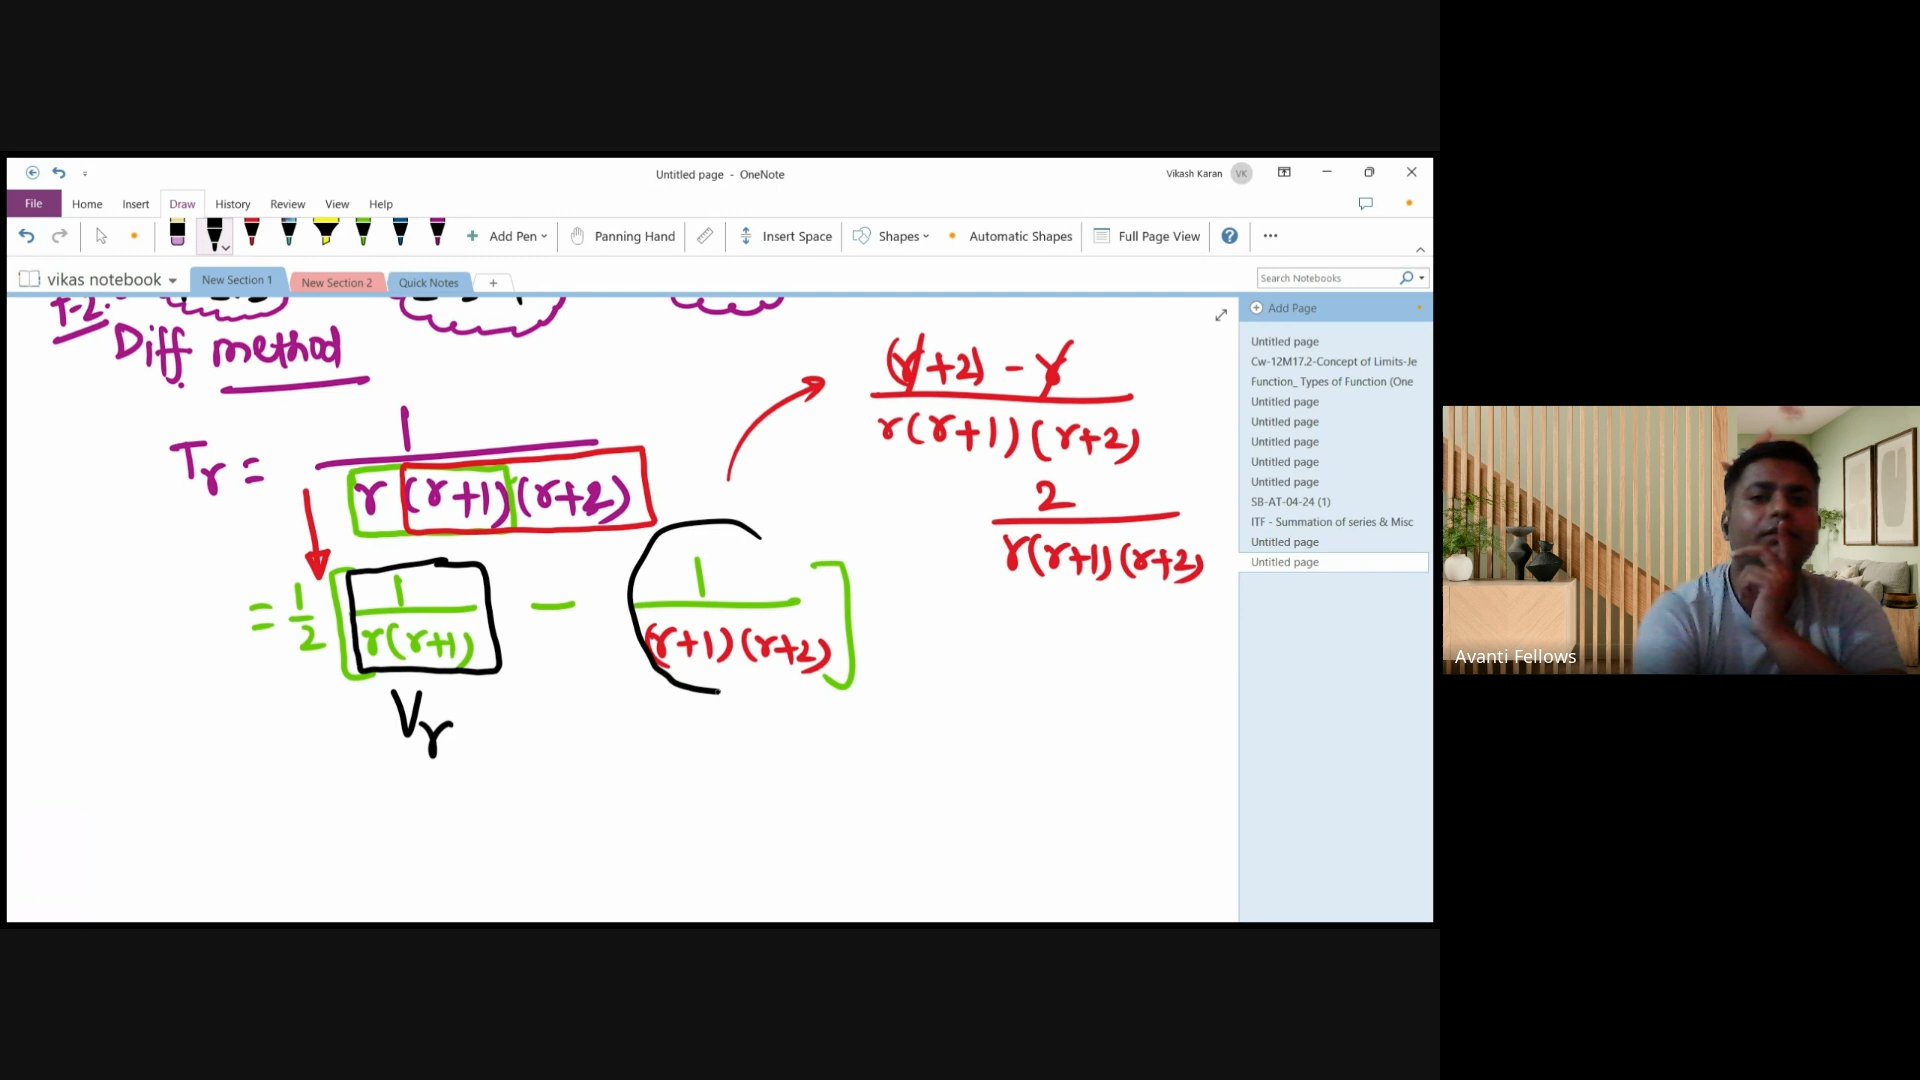 Untitled page - OneNote
Vikash Karan VK
File Home Insert Draw History Review View Help
Add Pen Panning Hand Insert Space Shapes Automatic Shapes Full Page View
vikas notebook New Section 1 New Section 2 Quick Notes
Search Notebooks
Add Page
Untitled page
Cw-12M17.2-Concept of Limits-Je
Function_ Types of Function (One
Untitled page
Untitled page
Untitled page
Untitled page
Untitled page
SB-AT-04-24 (1)
ITF - Summation of series & Misc
Untitled page
Untitled page
Diff method
Tr = 1 / r(r+1)(r+2)
= 1/2 [ 1 / r(r+1) - 1 / (r+1)(r+2) ]
Vr
(r+2) - r / r(r+1)(r+2)
2 / r(r+1)(r+2)
Avanti Fellows